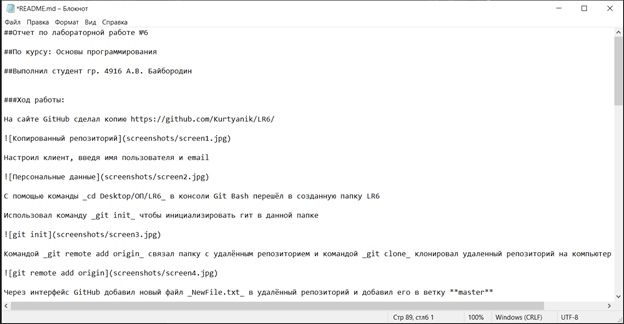 *README.md – Блокнот
Файл Правка Формат Вид Справка
##Отчет по лабораторной работе №6
##По курсу: Основы программирования
##Выполнил студент гр. 4916 А.В. Байбородин
###Ход работы:
На сайте GitHub сделал копию https://github.com/Kurtyanik/LR6/
![Копированный репозиторий](screenshots/screen1.jpg)
Настроил клиент, введя имя пользователя и email
![Персональные данные](screenshots/screen2.jpg)
С помощью команды _cd Desktop/ОП/LR6_ в консоли Git Bash перешёл в созданную папку LR6
Использовал команду _git init_ чтобы инициализировать гит в данной папке
![git init](screenshots/screen3.jpg)
Командой _git remote add origin_ связал папку с удалённым репозиторием и командой _git clone_ клонировал удаленный репозиторий на компьютер
![git remote add origin](screenshots/screen4.jpg)
Через интерфейс GitHub добавил новый файл _NewFile.txt_ в удалённый репозиторий и добавил его в ветку **master**
Стр 89, стлб 1 100% Windows (CRLF) UTF-8